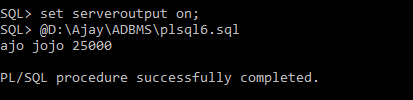 SQL> set serveroutput on;
SQL> @D:\Ajay\ADBMS\plsql6.sql
ajo jojo 25000
PL/SQL procedure successfully completed.